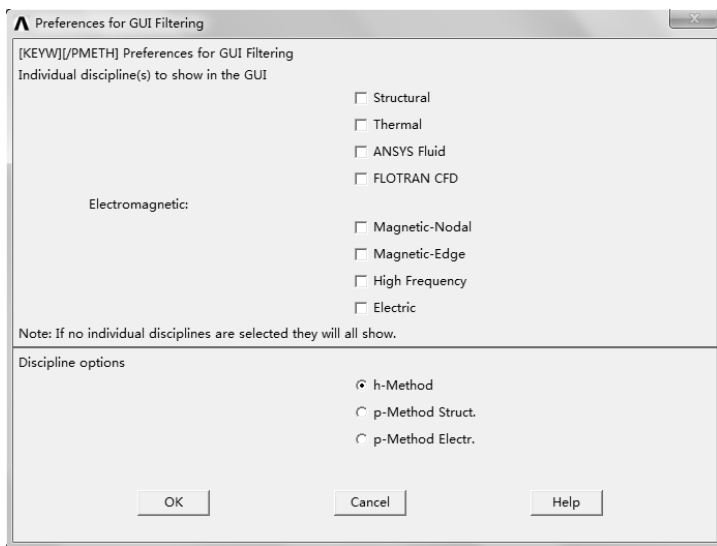 Preferences for GUI Filtering
[KEYW][/PMETH] Preferences for GUI Filtering
Individual discipline(s) to show in the GUI
Structural
Thermal
ANSYS Fluid
FLOTRAN CFD
Electromagnetic:
Magnetic-Nodal
Magnetic-Edge
High Frequency
Electric
Note: If no individual disciplines are selected they will all show.
Discipline options
h-Method
p-Method Struct.
p-Method Electr.
OK Cancel Help